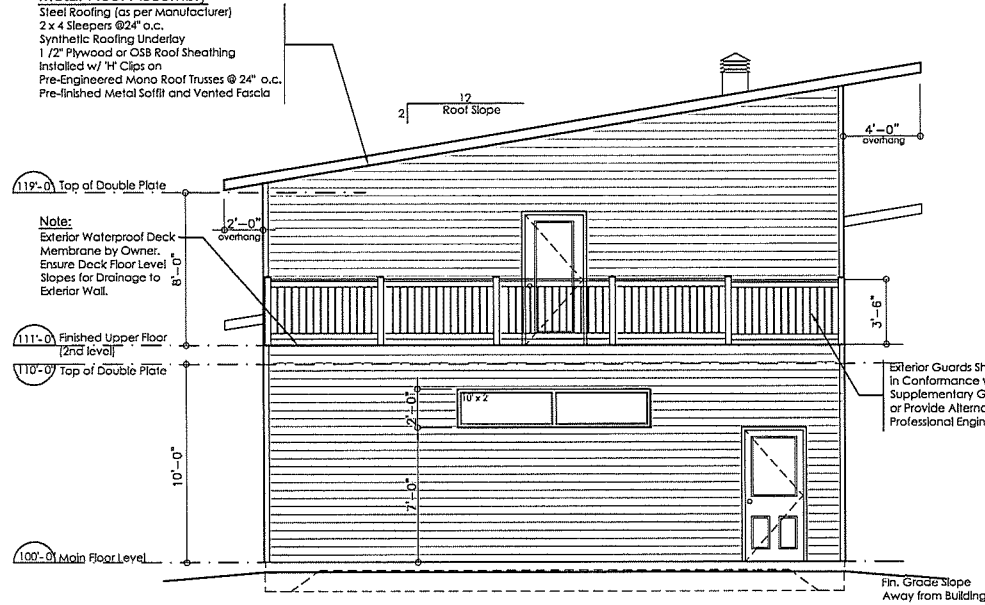 Steel Roofing (as per Manufacturer)
2 x 4 Sleepers @24" o.c.
Synthetic Roofing Underlay
1 /2" Plywood or OSB Roof Sheathing
Installed w/ 'H' Clips on
Pre-Engineered Mono Roof Trusses @ 24" o.c.
Pre-finished Metal Soffit and Vented Fascia
12
2
Roof Slope
4'-0"
overhang
119'-0" Top of Double Plate
2'-0"
overhang
Note:
Exterior Waterproof Deck
Membrane by Owner.
Ensure Deck Floor Level
Slopes for Drainage to
Exterior Wall.
8'-0"
3'-6"
111'-0" Finished Upper Floor
(2nd level)
110'-0" Top of Double Plate
Exterior Guards Sh
in Conformance
Supplementary G
or Provide Alterna
Professional Engin
10' x 2
2'-0"
10'-0"
7'-0"
100'-0" Main Floor Level
Fin. Grade Slope
Away from Building